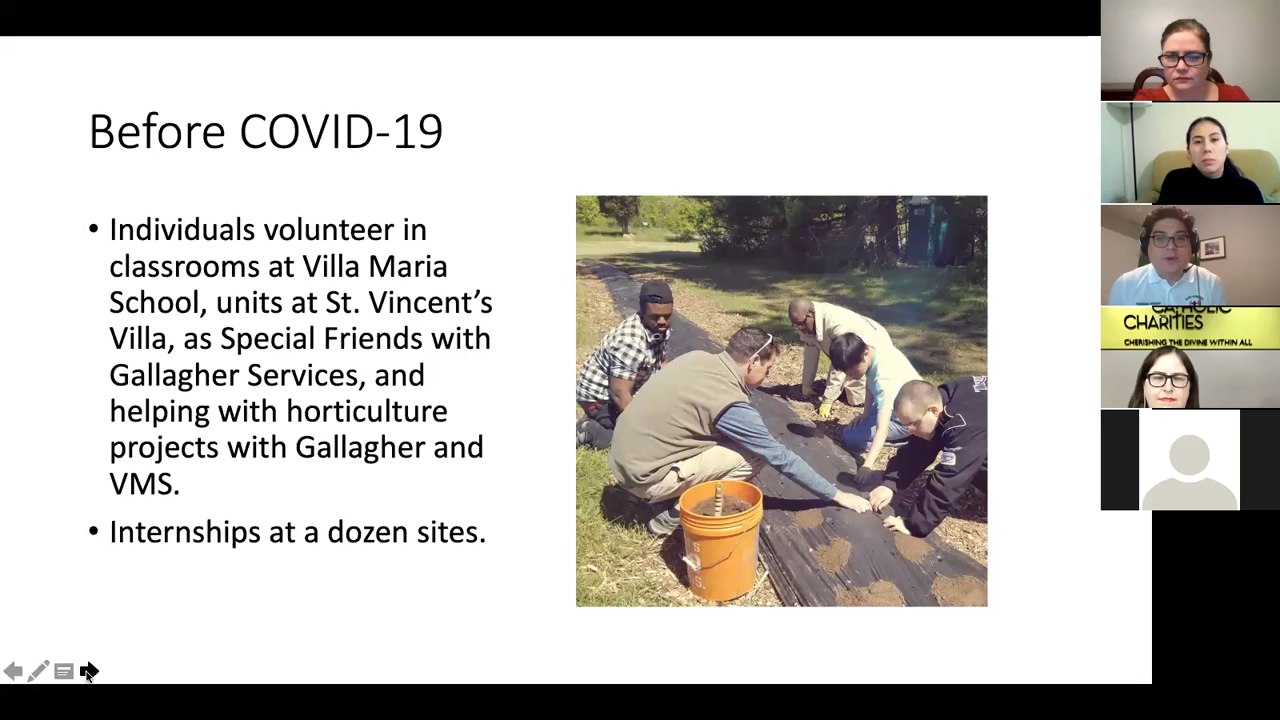 Before COVID-19
• Individuals volunteer in
classrooms at Villa Maria
School, units at St. Vincent’s
Villa, as Special Friends with
Gallagher Services, and
helping with horticulture
projects with Gallagher and
VMS.
• Internships at a dozen sites.
CATHOLIC
CHARITIES
CHERISHING THE DIVINE WITHIN ALL